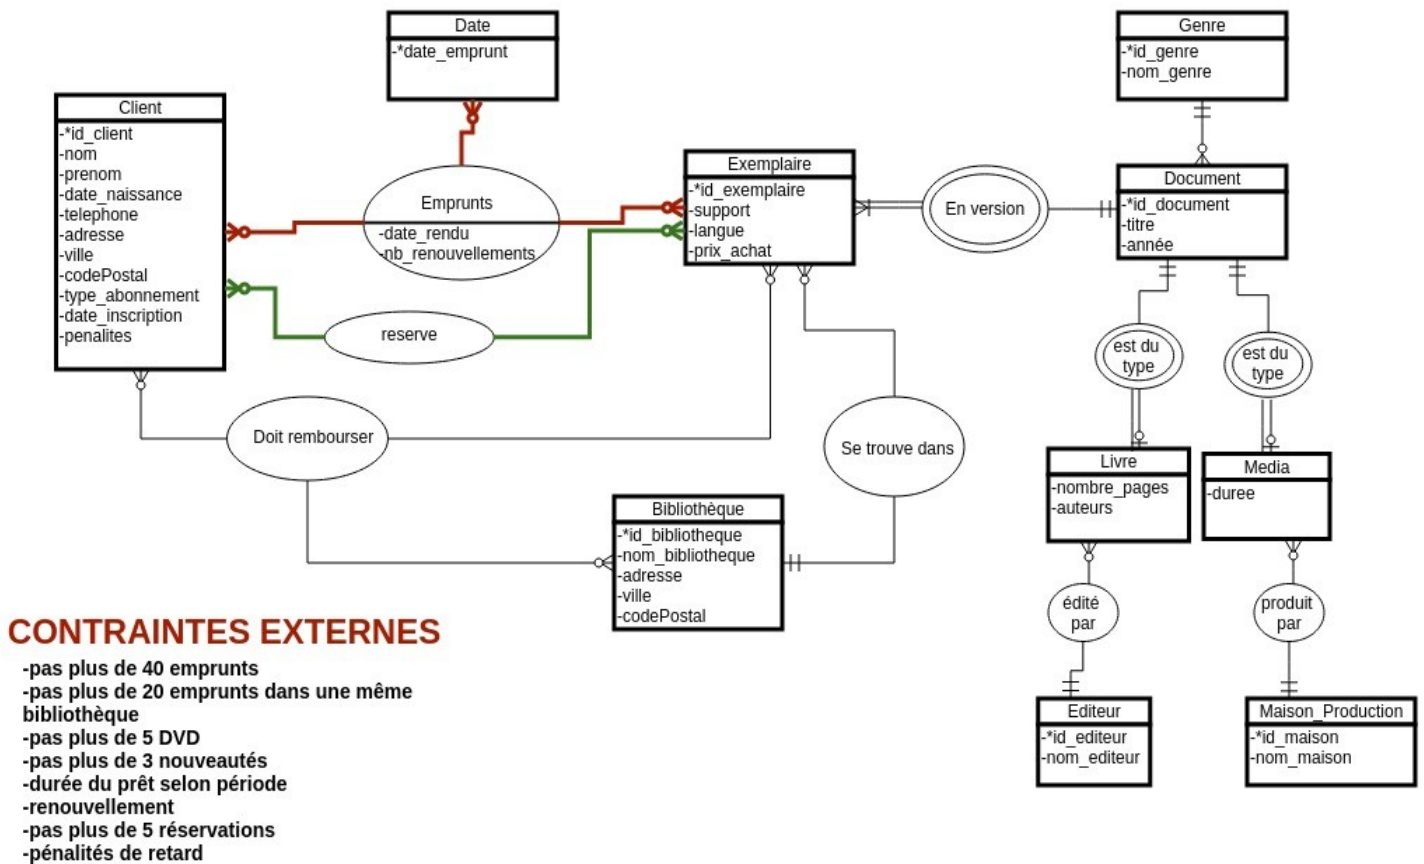 Date
-*date_emprunt
Genre
-*id_genre
-nom_genre
Client
-*id_client
-nom
-prenom
-date_naissance
-telephone
-adresse
-ville
-codePostal
-type_abonnement
-date_inscription
-penalites
Emprunts
-date_rendu
-nb_renouvellements
Exemplaire
-*id_exemplaire
-support
-langue
-prix_achat
En version
Document
-*id_document
-titre
-année
reserve
est du
type
est du
type
Doit rembourser
Se trouve dans
Livre
-nombre_pages
-auteurs
Media
-duree
Bibliothèque
-*id_bibliotheque
-nom_bibliotheque
-adresse
-ville
-codePostal
édité
par
produit
par
Editeur
-*id_editeur
-nom_editeur
Maison_Production
-*id_maison
-nom_maison
CONTRAINTES EXTERNES
-pas plus de 40 emprunts
-pas plus de 20 emprunts dans une même
bibliothèque
-pas plus de 5 DVD
-pas plus de 3 nouveautés
-durée du prêt selon période
-renouvellement
-pas plus de 5 réservations
-pénalités de retard